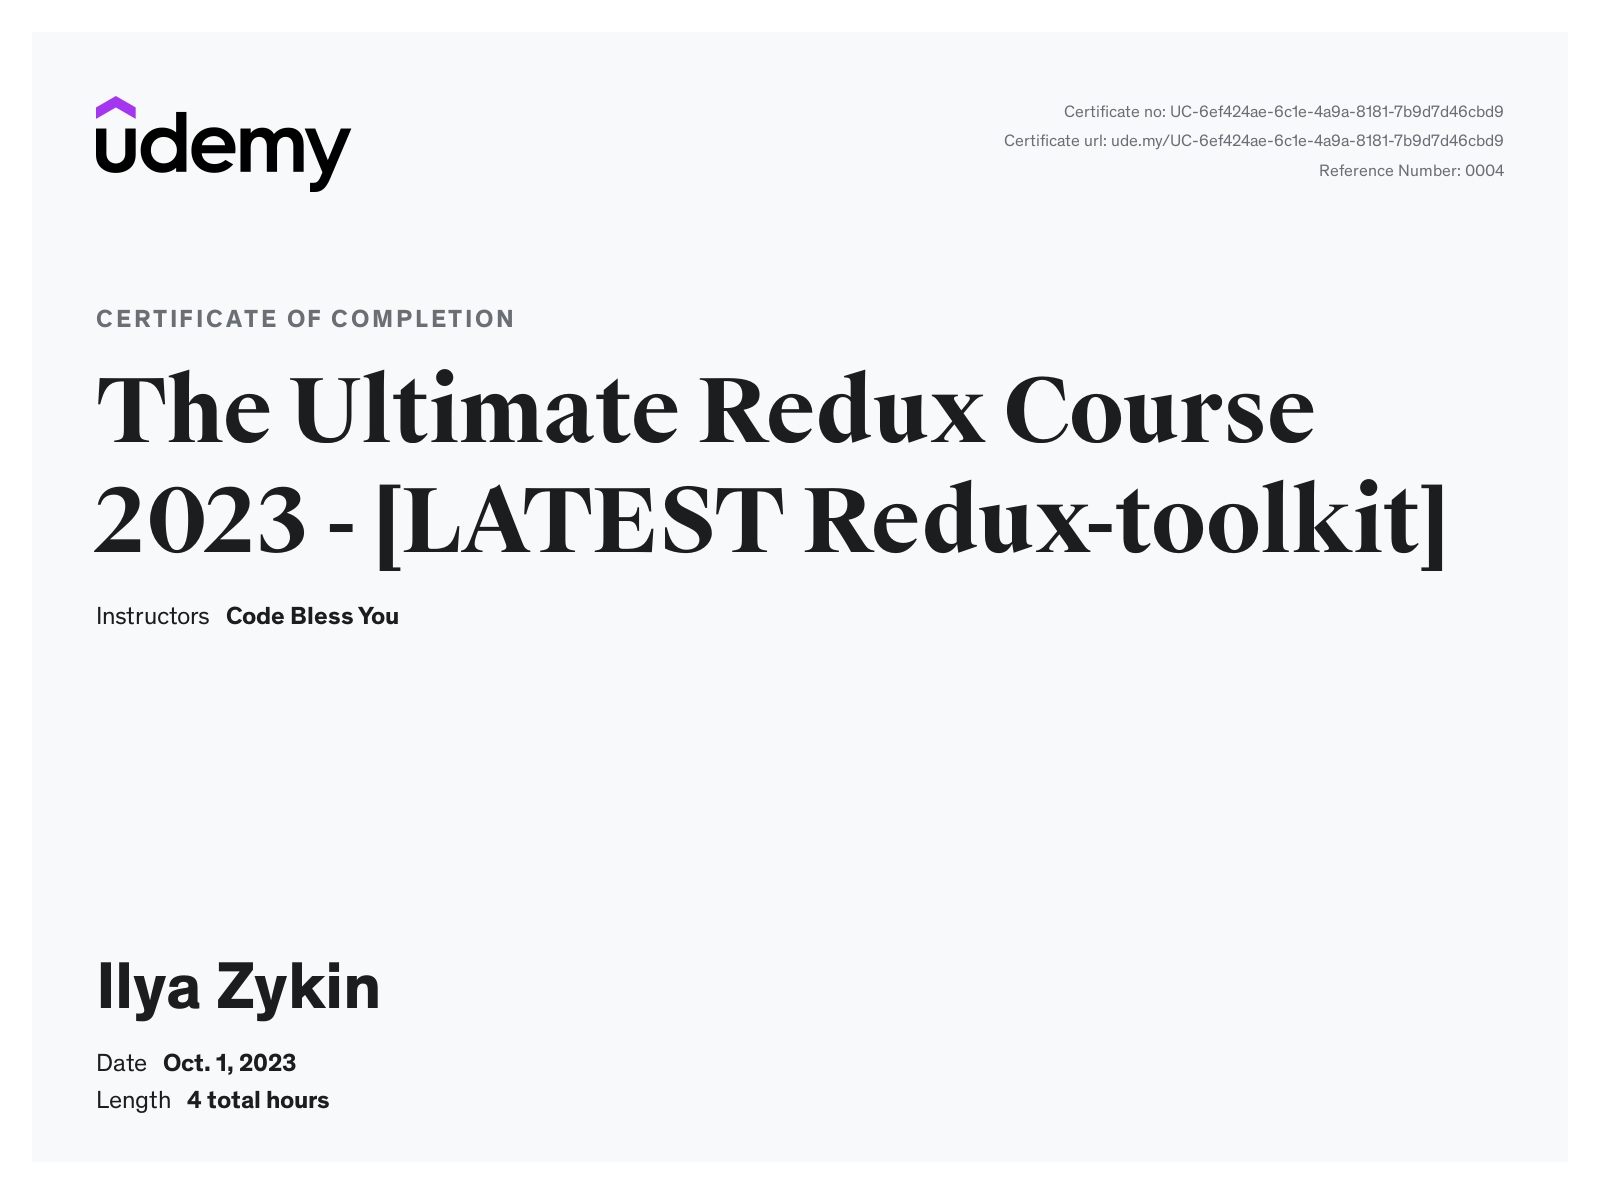 udemy
Certificate no: UC-6ef424ae-6c1e-4a9a-8181-7b9d7d46cbd9
Certificate url: ude.my/UC-6ef424ae-6c1e-4a9a-8181-7b9d7d46cbd9
Reference Number: 0004
CERTIFICATE OF COMPLETION
The Ultimate Redux Course
2023 - [LATEST Redux-toolkit]
Instructors Code Bless You
Ilya Zykin
Date Oct. 1, 2023
Length 4 total hours